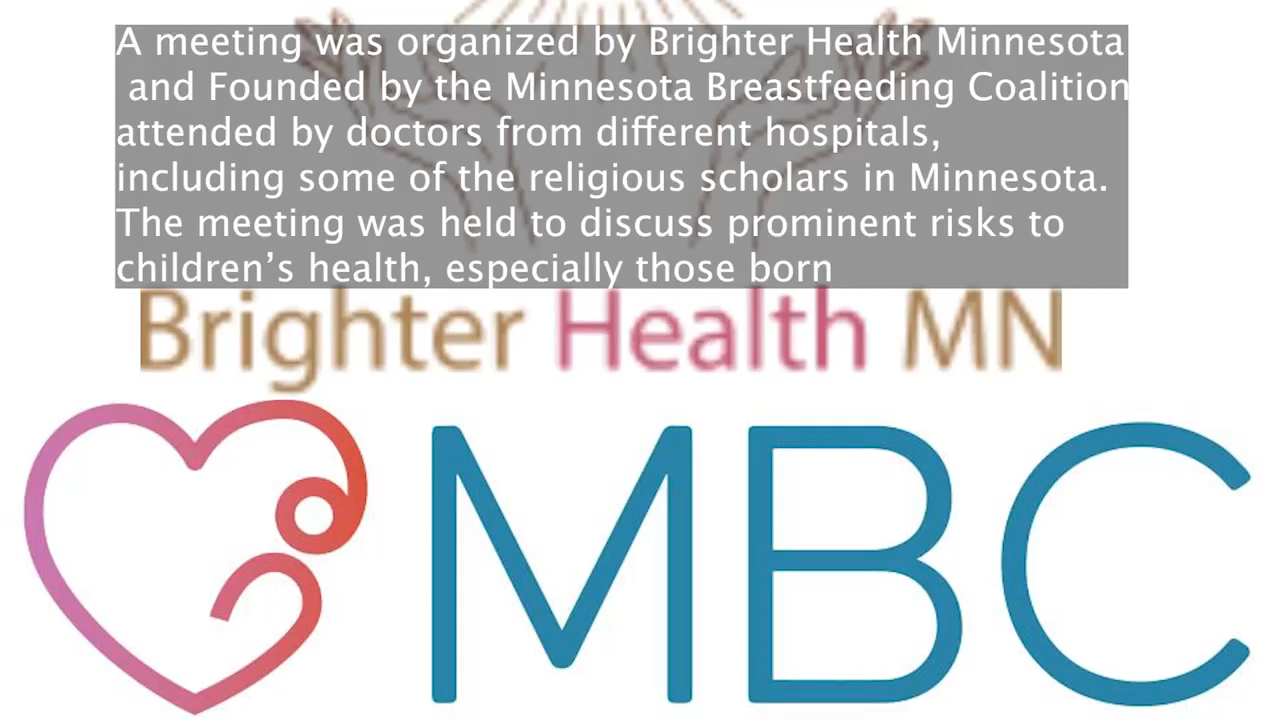 A meeting was organized by Brighter Health Minnesota
and Founded by the Minnesota Breastfeeding Coalition
attended by doctors from different hospitals,
including some of the religious scholars in Minnesota.
The meeting was held to discuss prominent risks to
children’s health, especially those born
Brighter Health MN
MBC